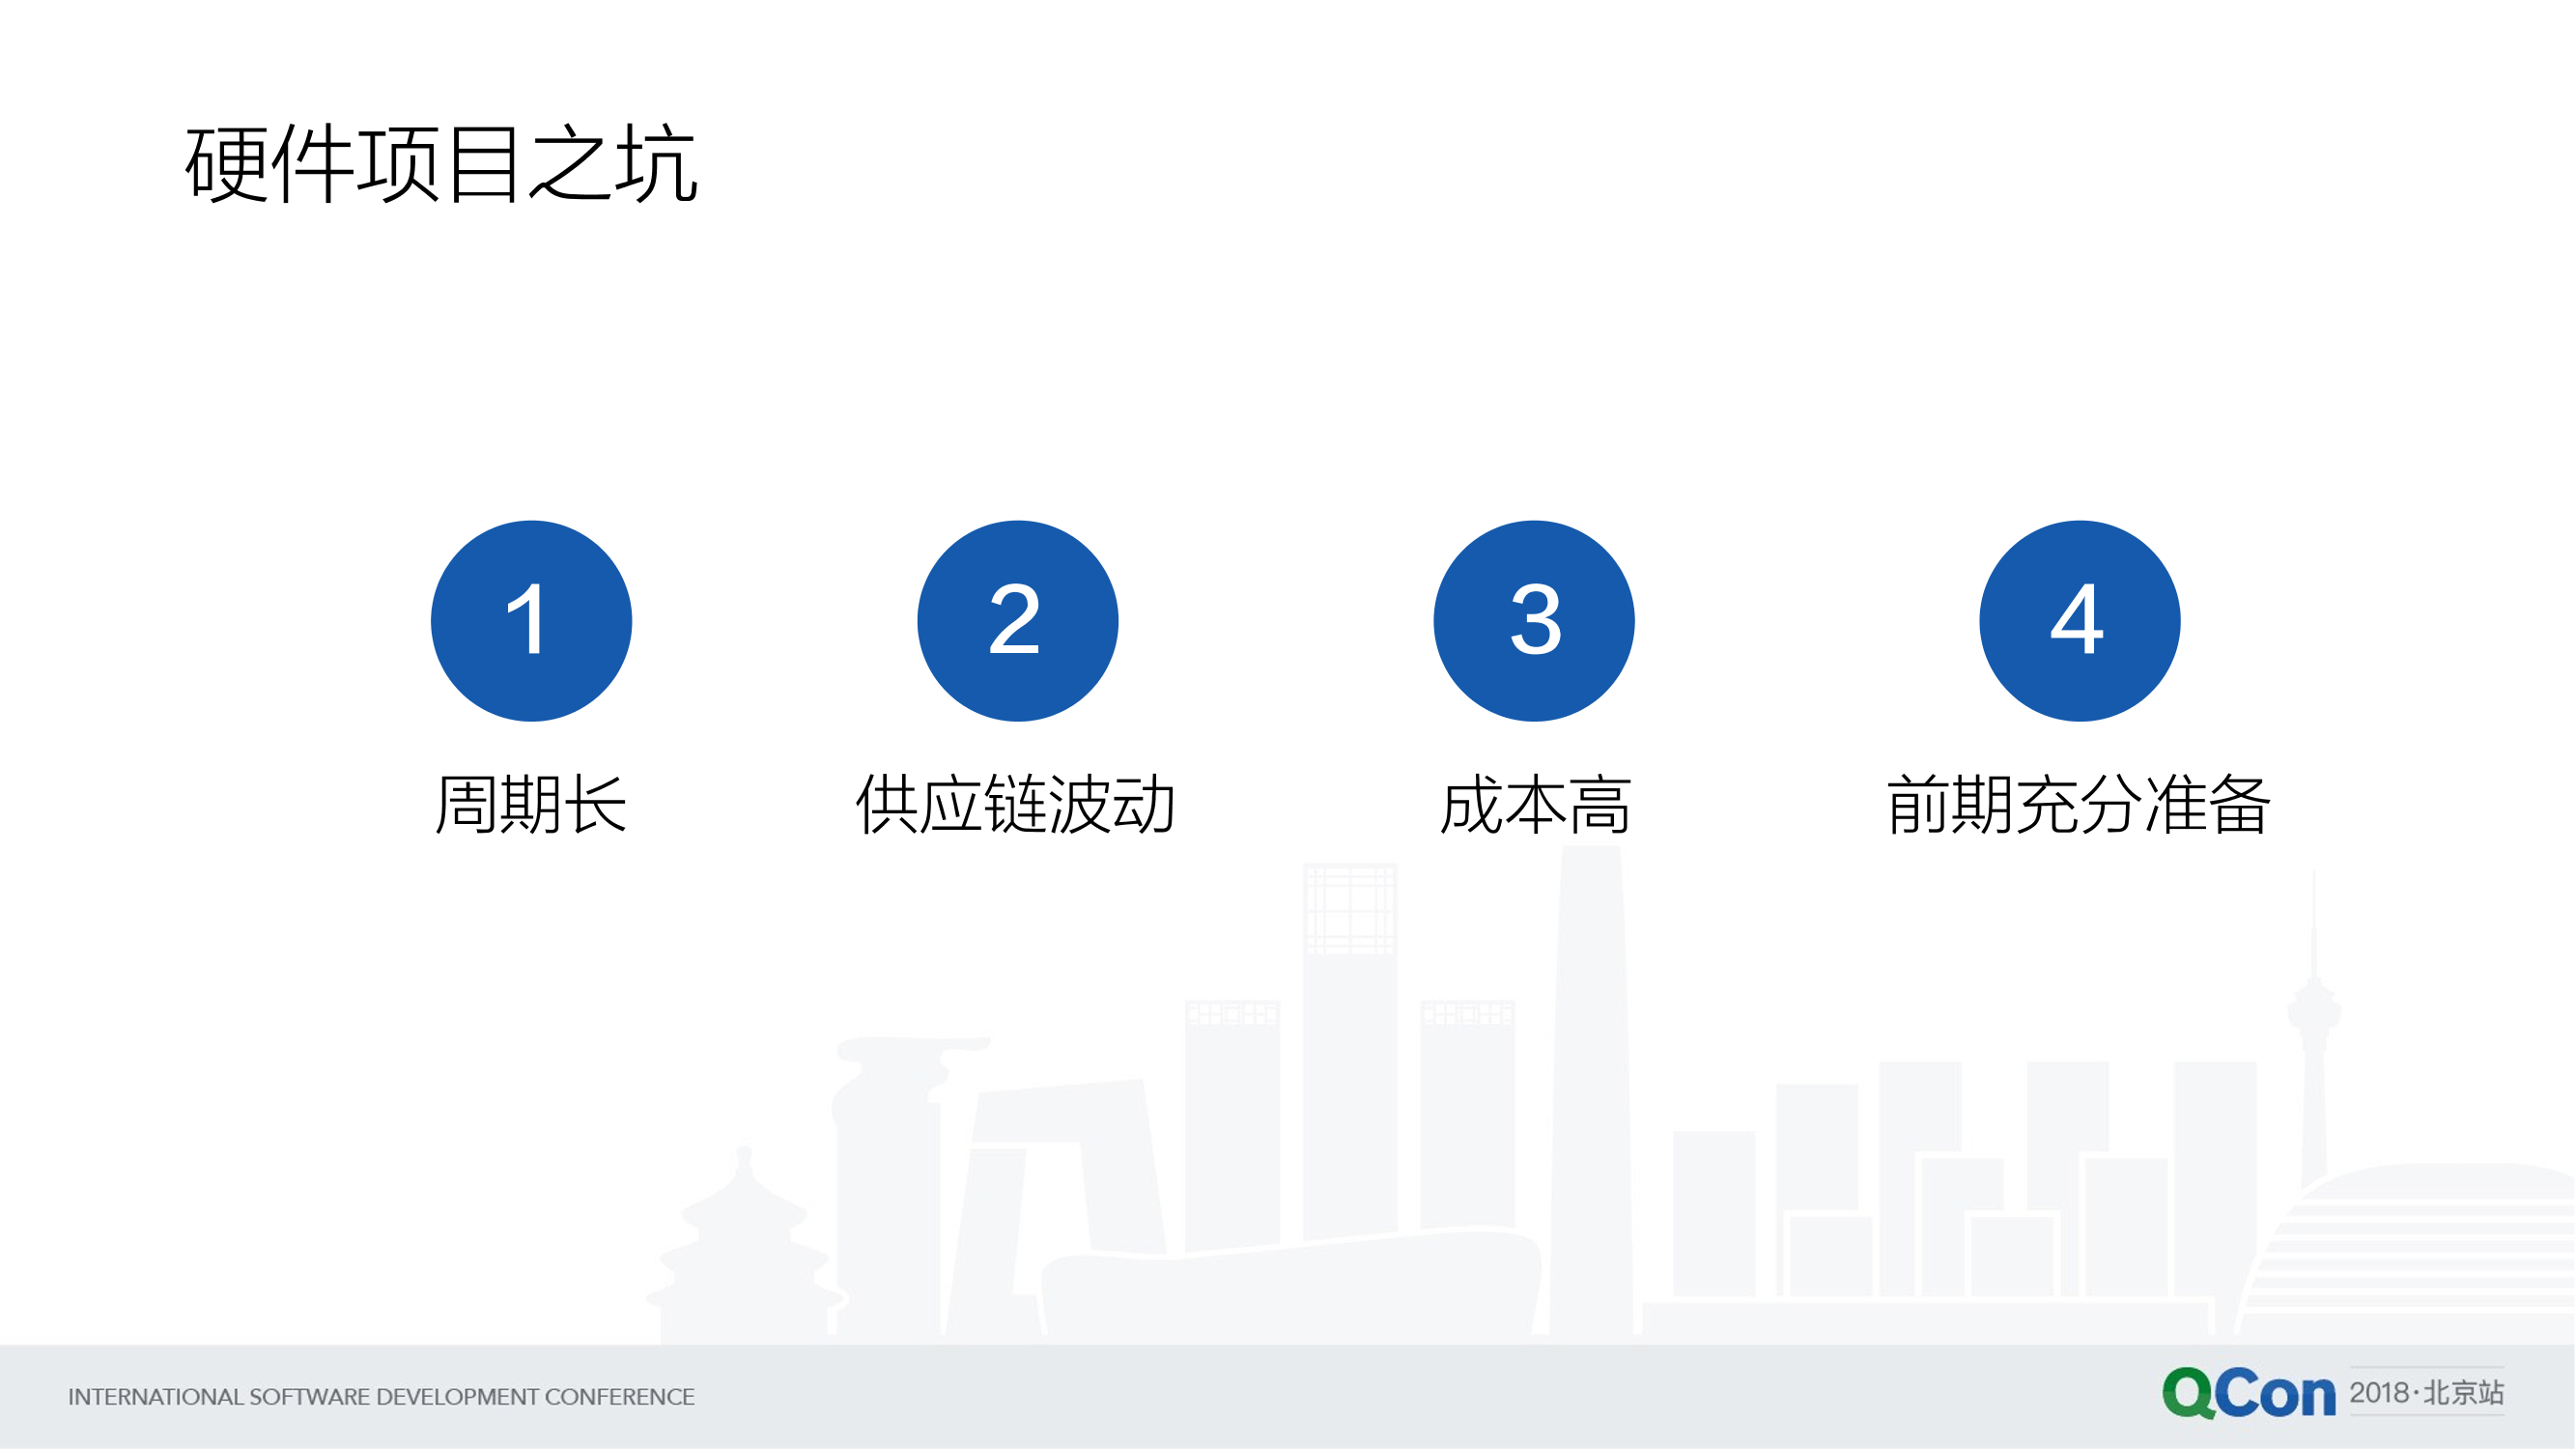 硬件项目之坑
1
2
3
4
周期长
供应链波动
成本高
前期充分准备
INTERNATIONAL SOFTWARE DEVELOPMENT CONFERENCE
QCon 2018·北京站